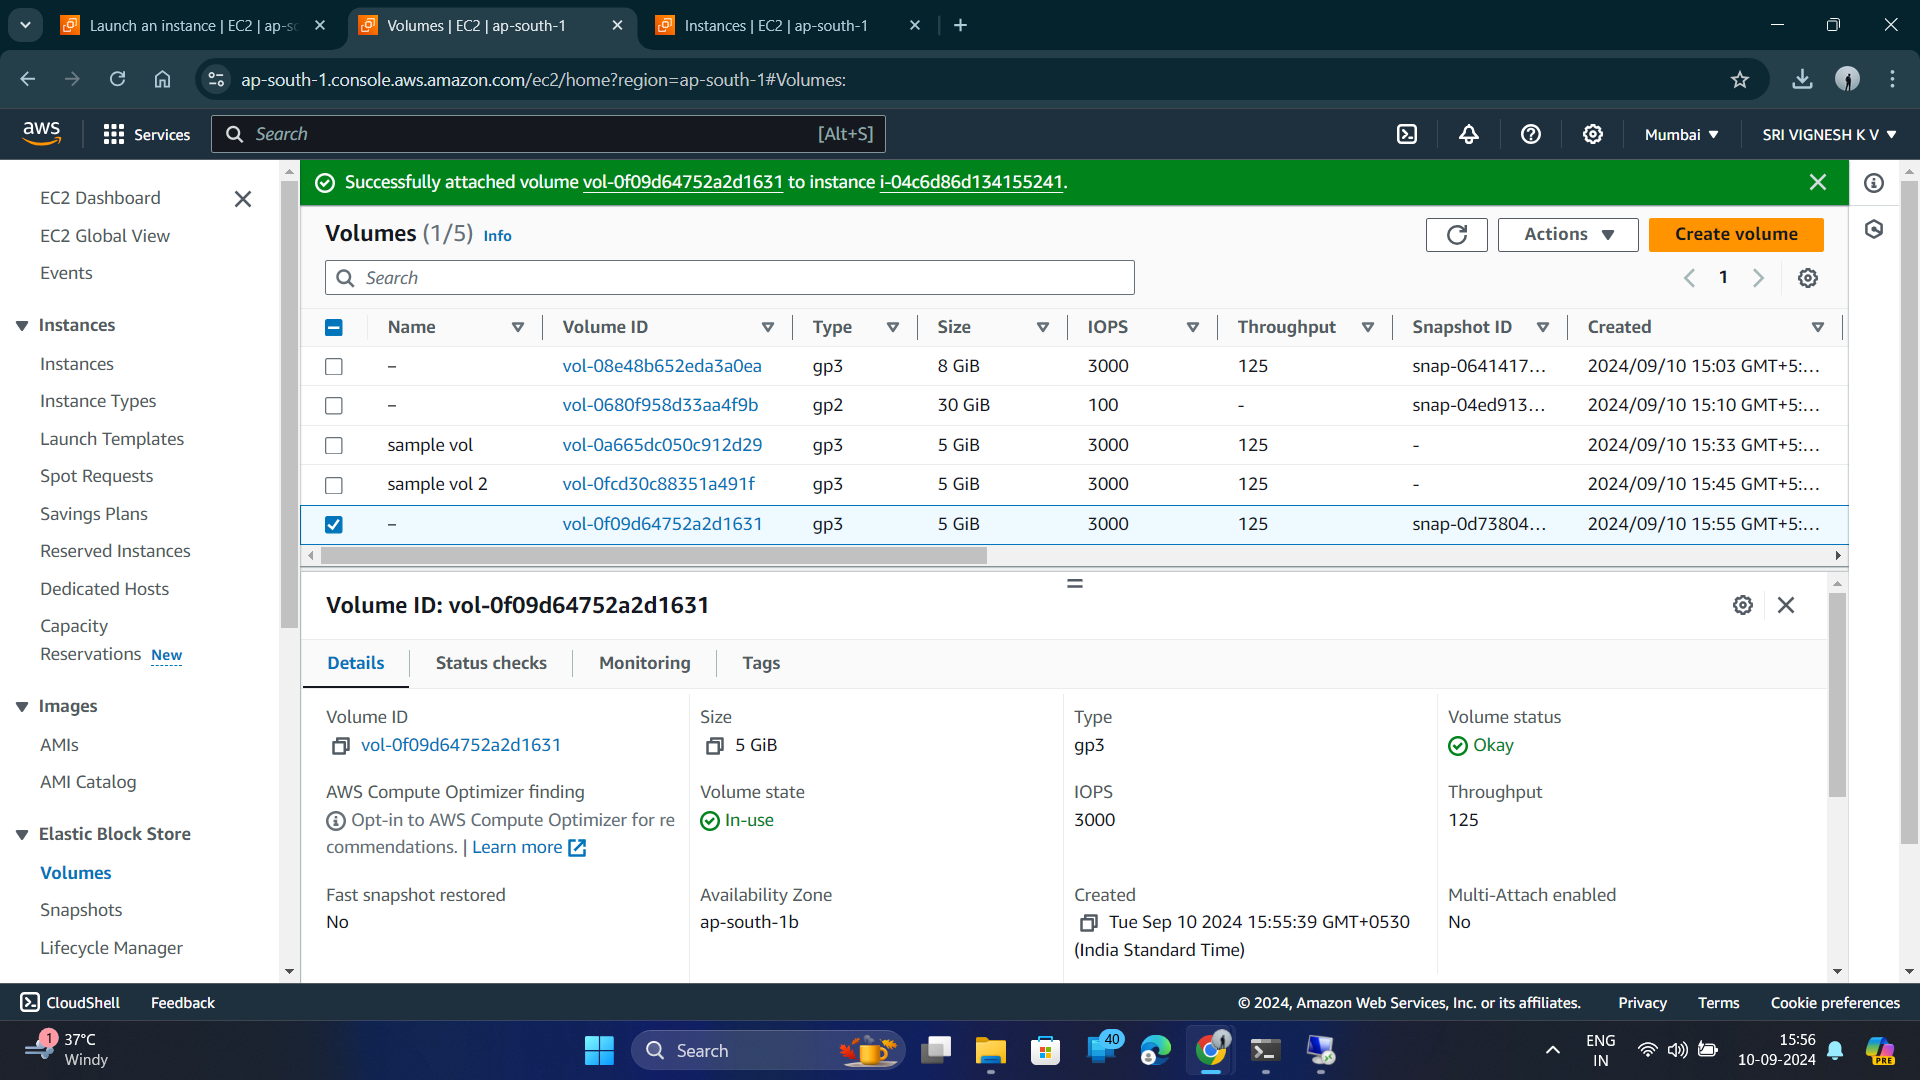 Launch an instance | EC2 | ap-so
Volumes | EC2 | ap-south-1
Instances | EC2 | ap-south-1
ap-south-1.console.aws.amazon.com/ec2/home?region=ap-south-1#Volumes:
aws
Services
Search
[Alt+S]
Mumbai
SRI VIGNESH K V
EC2 Dashboard
EC2 Global View
Events
Instances
Instances
Instance Types
Launch Templates
Spot Requests
Savings Plans
Reserved Instances
Dedicated Hosts
Capacity
Reservations New
Images
AMIs
AMI Catalog
Elastic Block Store
Volumes
Snapshots
Lifecycle Manager
Successfully attached volume vol-0f09d64752a2d1631 to instance i-04c6d86d134155241.
Volumes (1/5) Info
Actions
Create volume
Search
1
Name Volume ID Type Size IOPS Throughput Snapshot ID Created
– vol-08e48b652eda3a0ea gp3 8 GiB 3000 125 snap-0641417... 2024/09/10 15:03 GMT+5:...
– vol-0680f958d33aa4f9b gp2 30 GiB 100 - snap-04ed913... 2024/09/10 15:10 GMT+5:...
sample vol vol-0a665dc050c912d29 gp3 5 GiB 3000 125 - 2024/09/10 15:33 GMT+5:...
sample vol 2 vol-0fcd30c88351a491f gp3 5 GiB 3000 125 - 2024/09/10 15:45 GMT+5:...
– vol-0f09d64752a2d1631 gp3 5 GiB 3000 125 snap-0d73804... 2024/09/10 15:55 GMT+5:...
Volume ID: vol-0f09d64752a2d1631
Details Status checks Monitoring Tags
Volume ID
vol-0f09d64752a2d1631
Size
5 GiB
Type
gp3
Volume status
Okay
AWS Compute Optimizer finding
Opt-in to AWS Compute Optimizer for re
commendations. | Learn more
Volume state
In-use
IOPS
3000
Throughput
125
Fast snapshot restored
No
Availability Zone
ap-south-1b
Created
Tue Sep 10 2024 15:55:39 GMT+0530
(India Standard Time)
Multi-Attach enabled
No
CloudShell
Feedback
© 2024, Amazon Web Services, Inc. or its affiliates.
Privacy
Terms
Cookie preferences
1
37°C
Windy
Search
40
ENG
IN
15:56
10-09-2024
PRE